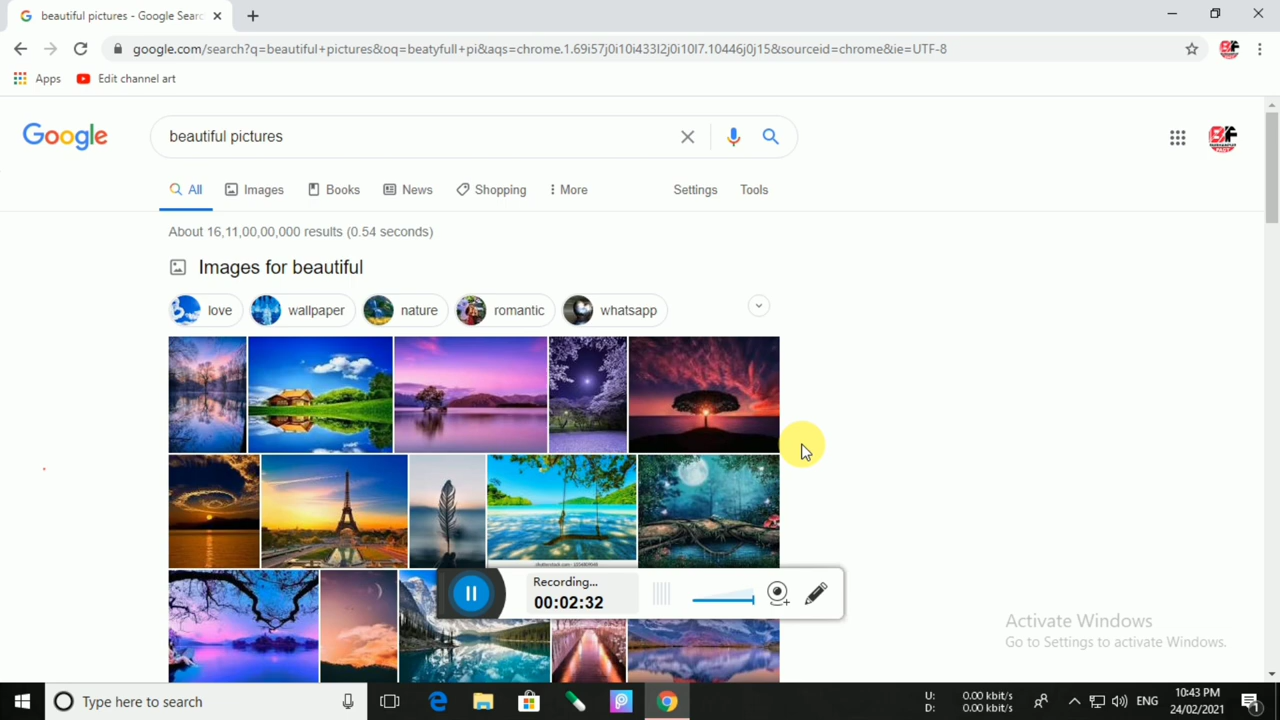 beautiful pictures - Google Searc
google.com/search?q=beautiful+pictures&oq=beatyfull+pi&aqs=chrome.1.69i57j0i10i433l2j0i10l7.10446j0j15&sourceid=chrome&ie=UTF-8
Apps
Edit channel art
Google
beautiful pictures
All
Images
Books
News
Shopping
More
Settings
Tools
About 16,11,00,00,000 results (0.54 seconds)
Images for beautiful
love
wallpaper
nature
romantic
whatsapp
Recording...
00:02:32
Activate Windows
Go to Settings to activate Windows.
Type here to search
U: 0.00 kbit/s
D: 0.00 kbit/s
ENG
10:43 PM
24/02/2021
1